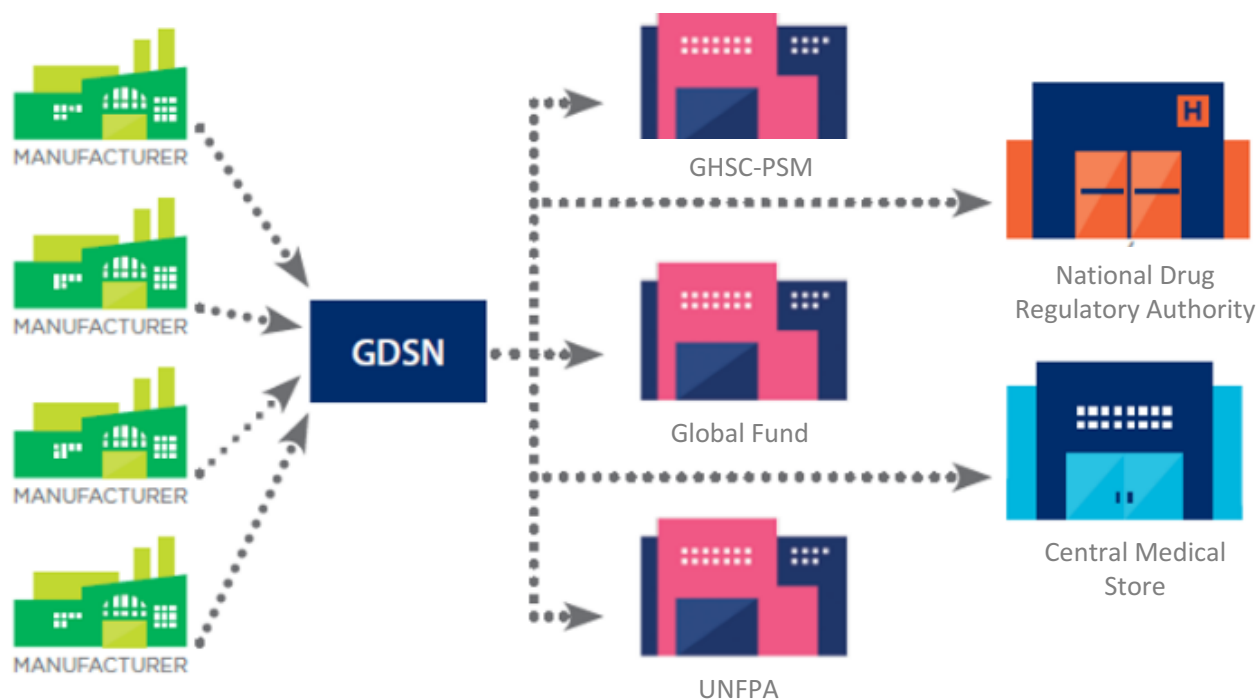 MANUFACTURER
MANUFACTURER
MANUFACTURER
MANUFACTURER
GDSN
GHSC-PSM
Global Fund
UNFPA
H
National Drug
Regulatory Authority
Central Medical
Store